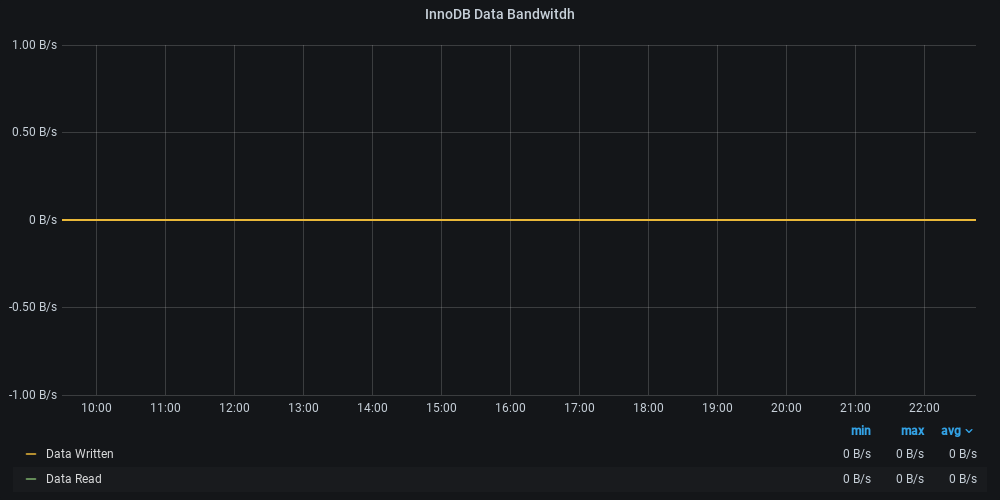 InnoDB Data Bandwitdh
1.00 B/s
0.50 B/s
0 B/s
-0.50 B/s
-1.00 B/s
10:00 11:00 12:00 13:00 14:00 15:00 16:00 17:00 18:00 19:00 20:00 21:00 22:00
min max avg
Data Written 0 B/s 0 B/s 0 B/s
Data Read 0 B/s 0 B/s 0 B/s